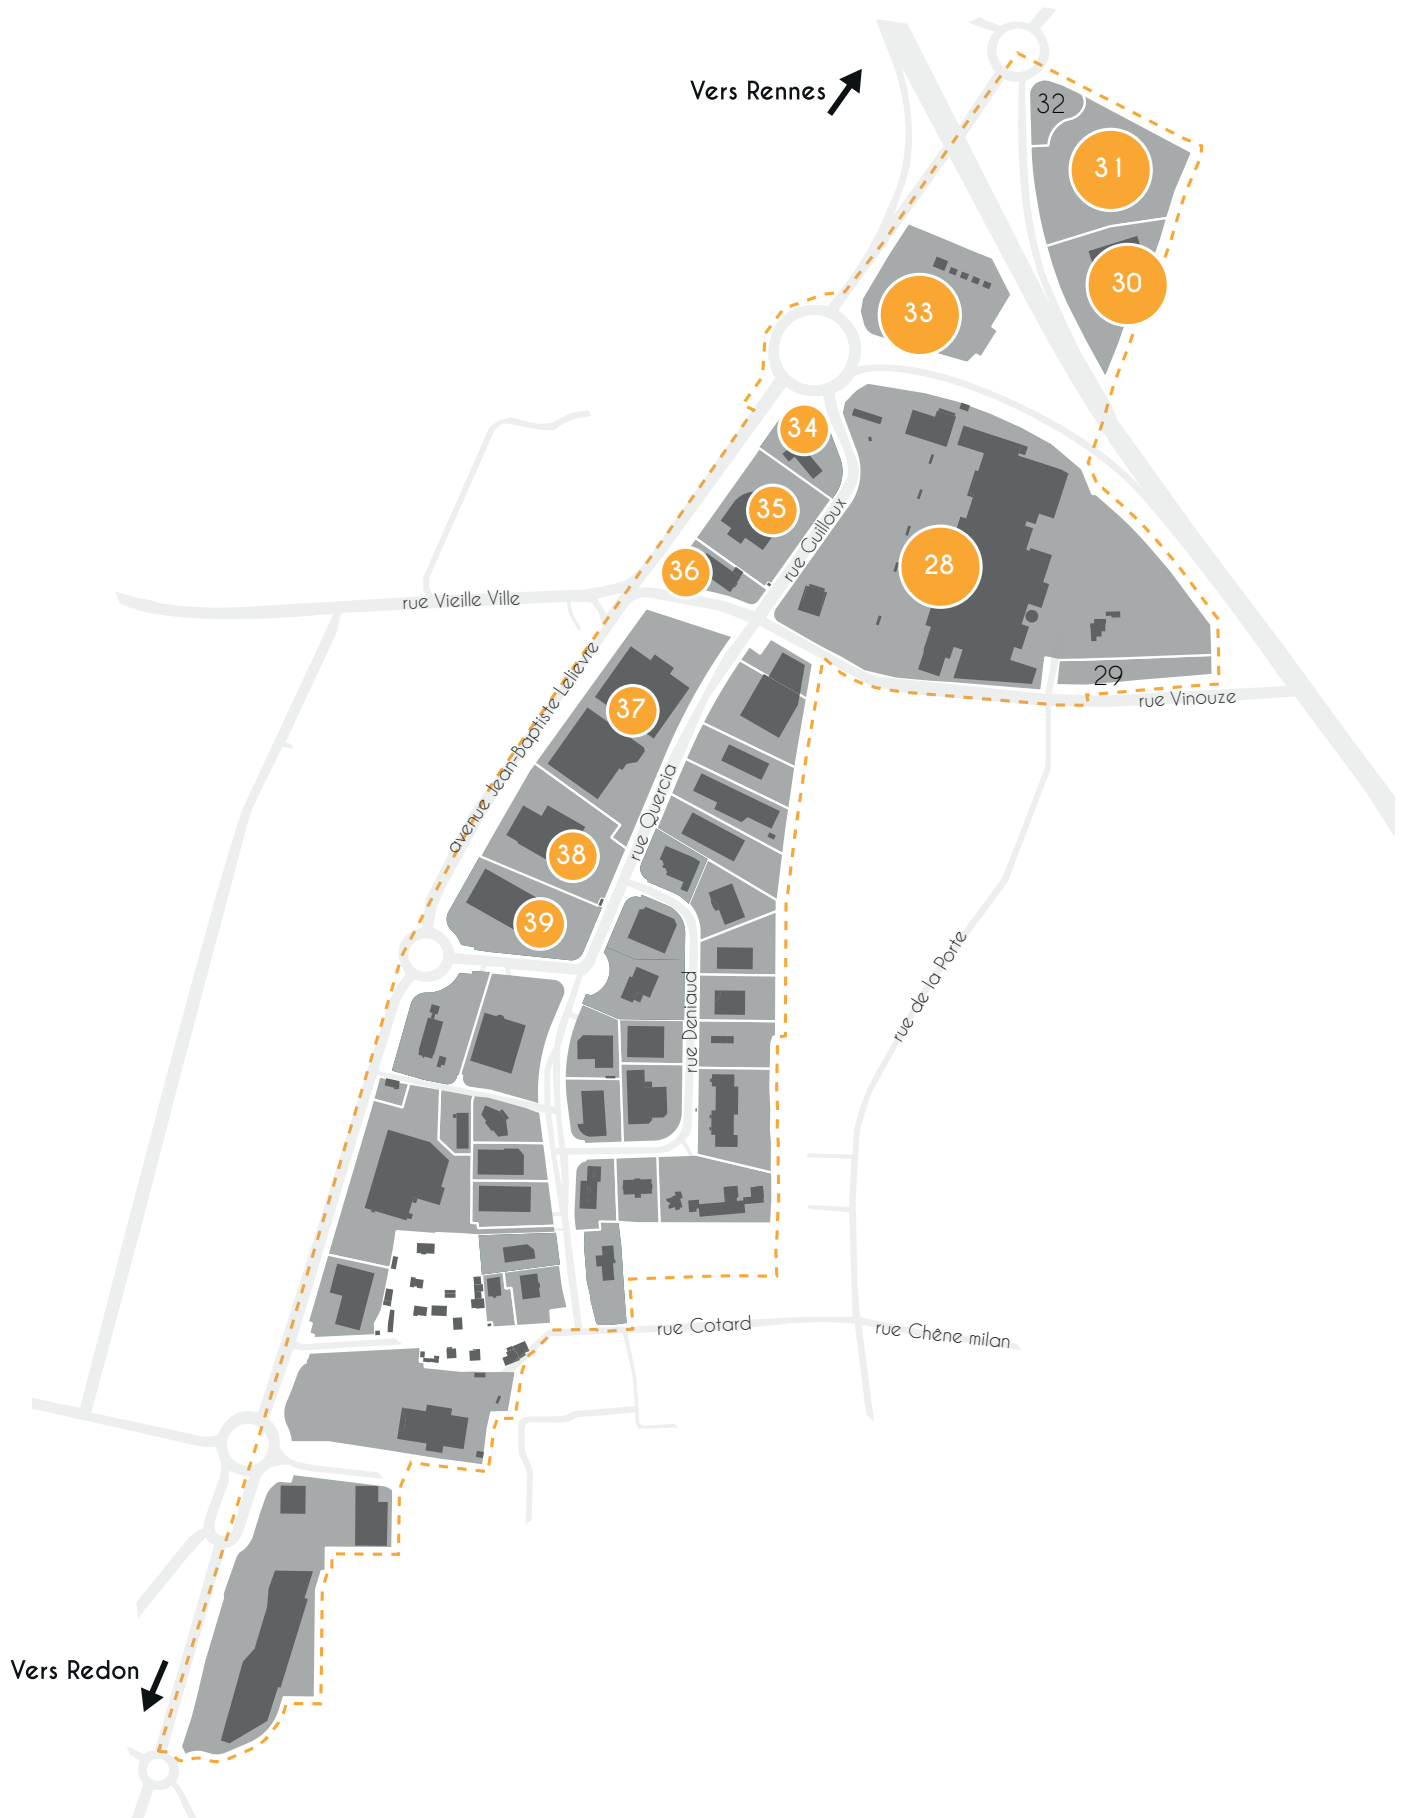 Vers Rennes
32
31
30
33
34
35
36
28
rue Guilloux
rue Vieille Ville
29
rue Vinouze
37
avenue Jean-Baptiste Lelievre
rue Quercia
38
39
rue Deniaud
rue de la Porte
rue Cotard
rue Chêne milan
Vers Redon